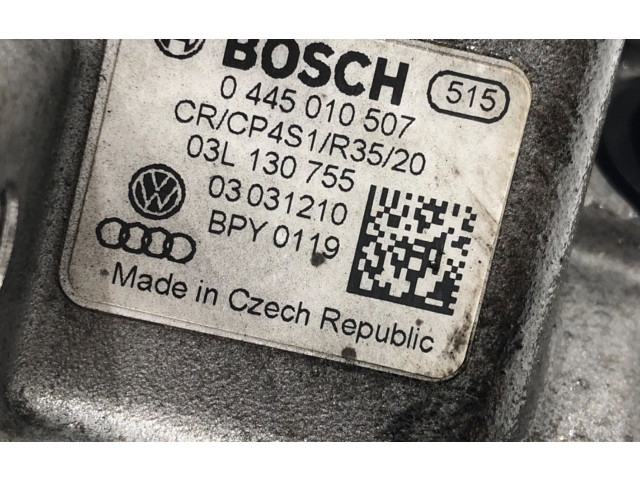 BOSCH 515
0 445 010 507
CR/CP4S1/R35/20
03L 130 755
03 031210
BPY 0119
Made in Czech Republic